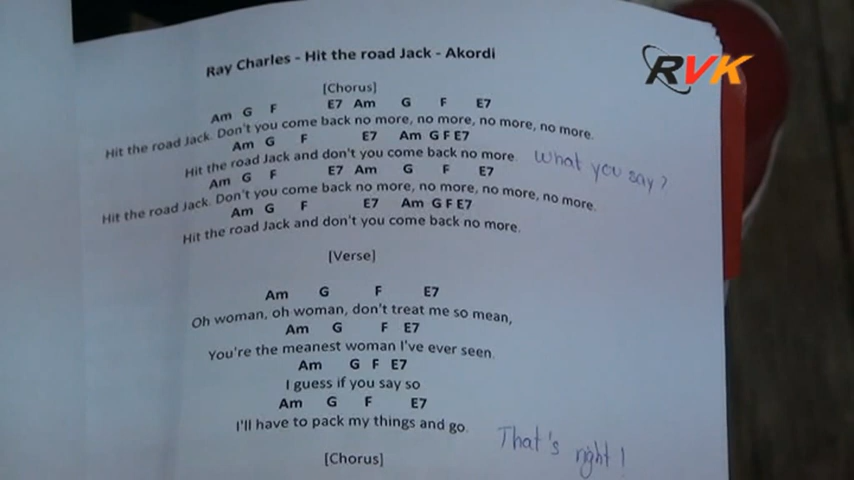 Ray Charles - Hit the road Jack - Akordi
RVK
[Chorus]
Am G F E7 Am G F E7
Hit the road Jack. Don't you come back no more, no more, no more, no more.
Am G F E7 Am G F E7
Hit the road Jack and don't you come back no more. What you say?
Am G F E7 Am G F E7
Hit the road Jack. Don't you come back no more, no more, no more, no more.
Am G F E7 Am G F E7
Hit the road Jack and don't you come back no more.
[Verse]
Am G F E7
Oh woman, oh woman, don't treat me so mean,
Am G F E7
You're the meanest woman I've ever seen.
Am G F E7
I guess if you say so
Am G F E7
I'll have to pack my things and go. That's right!
[Chorus]